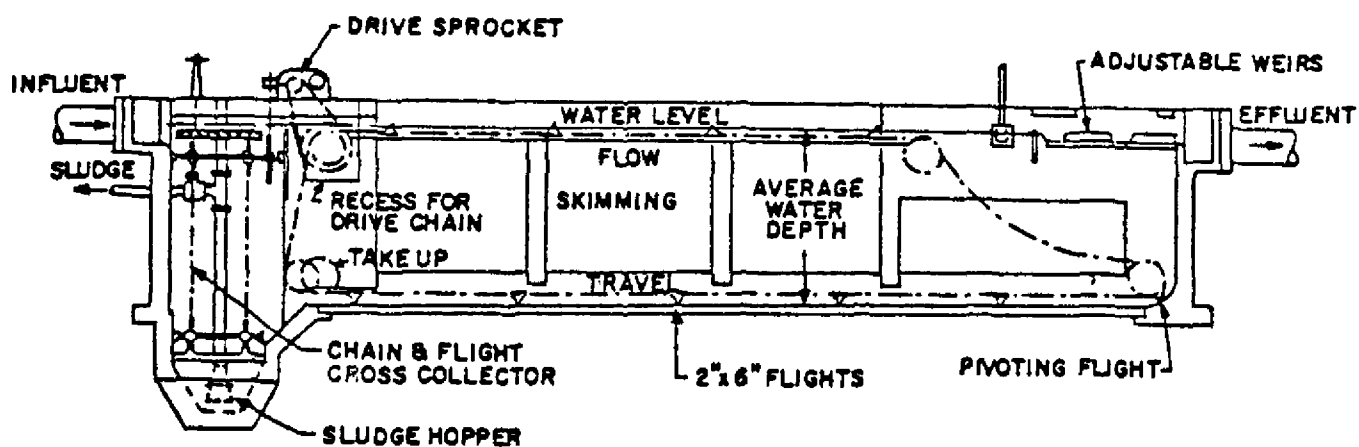 DRIVE SPROCKET
ADJUSTABLE WEIRS
INFLUENT
EFFLUENT
WATER LEVEL
FLOW
SLUDGE
SKIMMING
RECESS FOR
DRIVE CHAIN
AVERAGE
WATER
DEPTH
TAKE UP
TRAVEL
CHAIN & FLIGHT
CROSS COLLECTOR
2"x6" FLIGHTS
PIVOTING FLIGHT
SLUDGE HOPPER